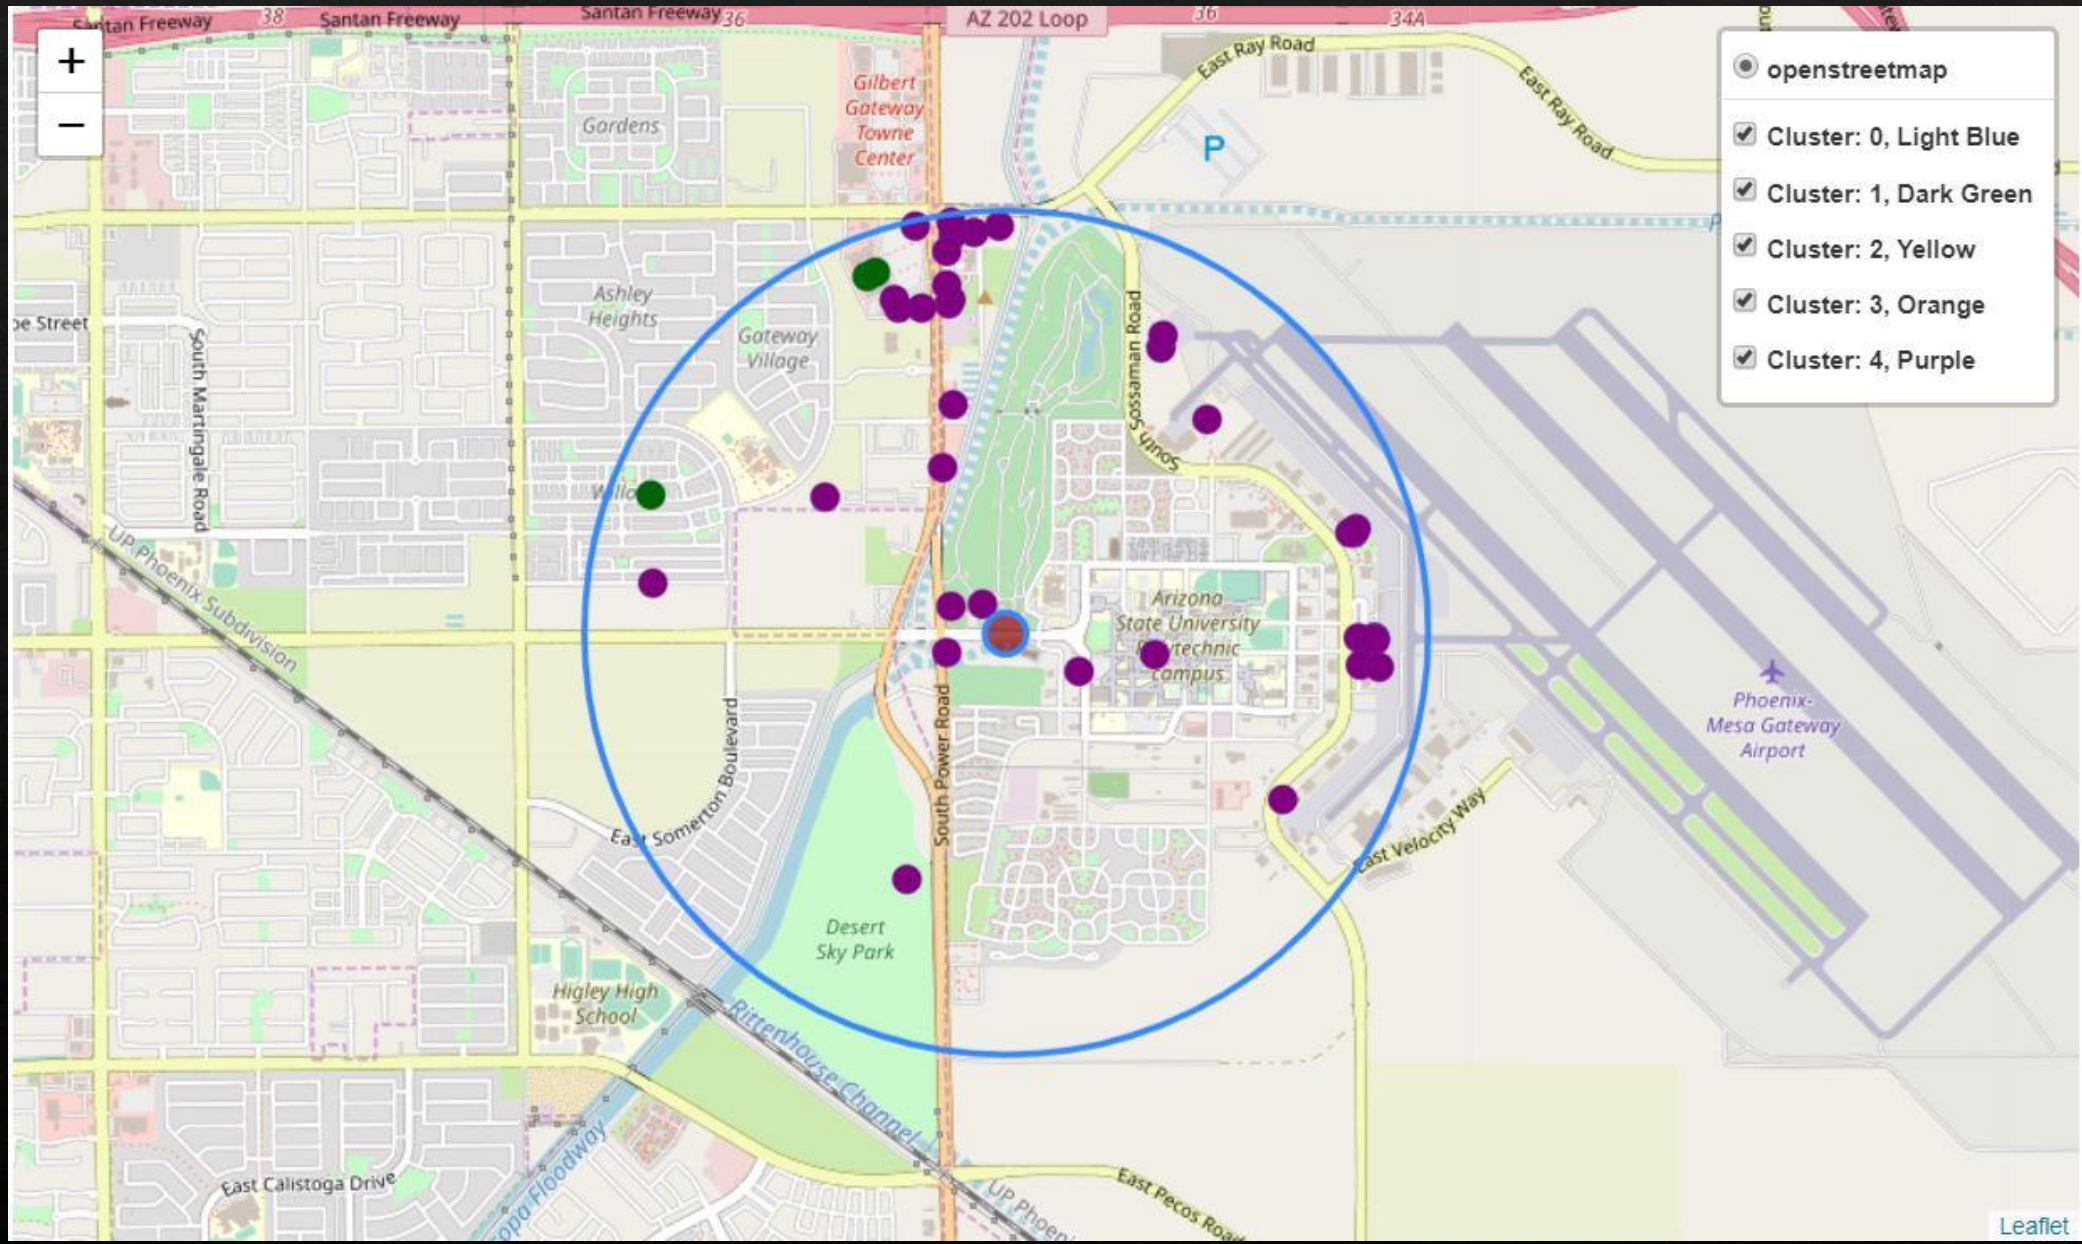 Santan Freeway
38
Santan Freeway
Santan Freeway
36
AZ 202 Loop
36
34A
+
−
openstreetmap
Cluster: 0, Light Blue
Cluster: 1, Dark Green
Cluster: 2, Yellow
Cluster: 3, Orange
Cluster: 4, Purple
East Ray Road
East Ray Road
Gilbert
Gateway
Towne
Center
Gardens
P
Ashley
Heights
Gateway
Village
South Martingale Road
South Sossaman Road
UP Phoenix Subdivision
Arizona
State University
campus
Phoenix-
Mesa Gateway
Airport
South Power Road
East Somerton Boulevard
East Velocity Way
Desert
Sky Park
Higley High
School
Rittenhouse Channel
Floodway
East Calistoga Drive
East Pecos Road
UP
Leaflet